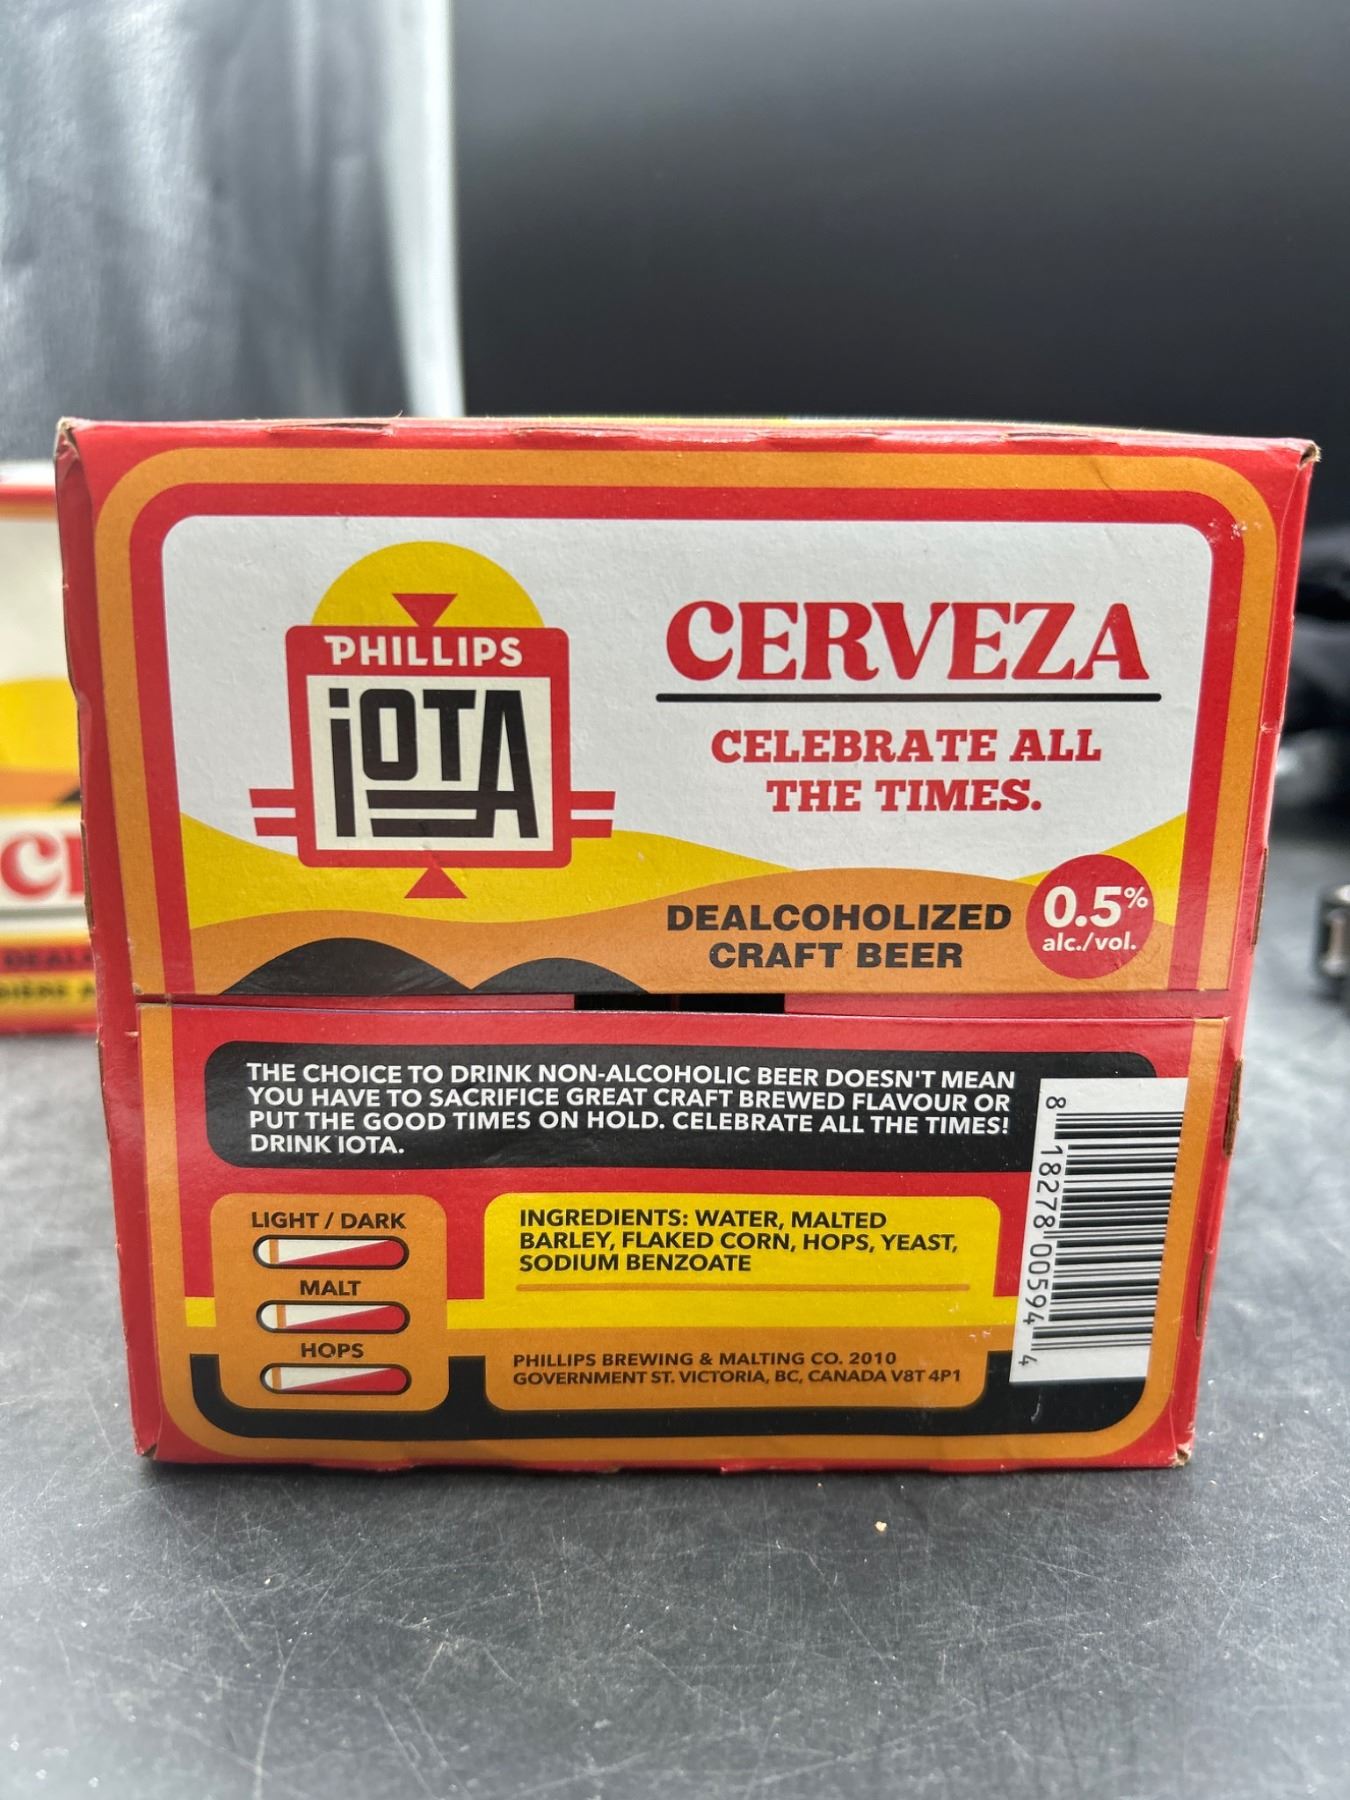 PHILLIPS
iOTA
CERVEZA
CELEBRATE ALL
THE TIMES.
DEALCOHOLIZED
CRAFT BEER
0.5%
alc./vol.
THE CHOICE TO DRINK NON-ALCOHOLIC BEER DOESN'T MEAN
YOU HAVE TO SACRIFICE GREAT CRAFT BREWED FLAVOUR OR
PUT THE GOOD TIMES ON HOLD. CELEBRATE ALL THE TIMES!
DRINK IOTA.
LIGHT / DARK
MALT
HOPS
INGREDIENTS: WATER, MALTED
BARLEY, FLAKED CORN, HOPS, YEAST,
SODIUM BENZOATE
PHILLIPS BREWING & MALTING CO. 2010
GOVERNMENT ST. VICTORIA, BC, CANADA V8T 4P1
8 18278 00594 4